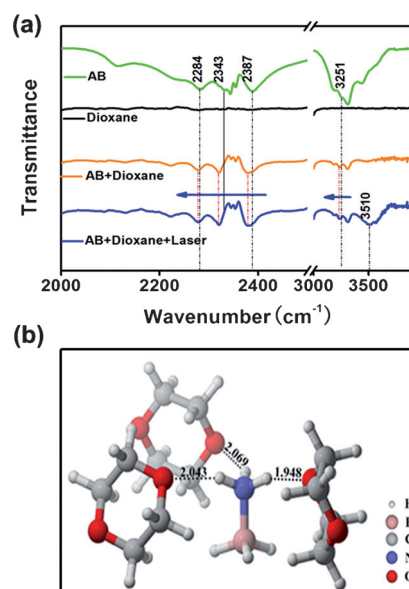 (a)
Transmittance
2284
2343
2387
3251
3510
AB
Dioxane
AB+Dioxane
AB+Dioxane+Laser
2000
2200
2400
3500
Wavenumber (cm⁻¹)
(b)
2.043
2.069
1.948